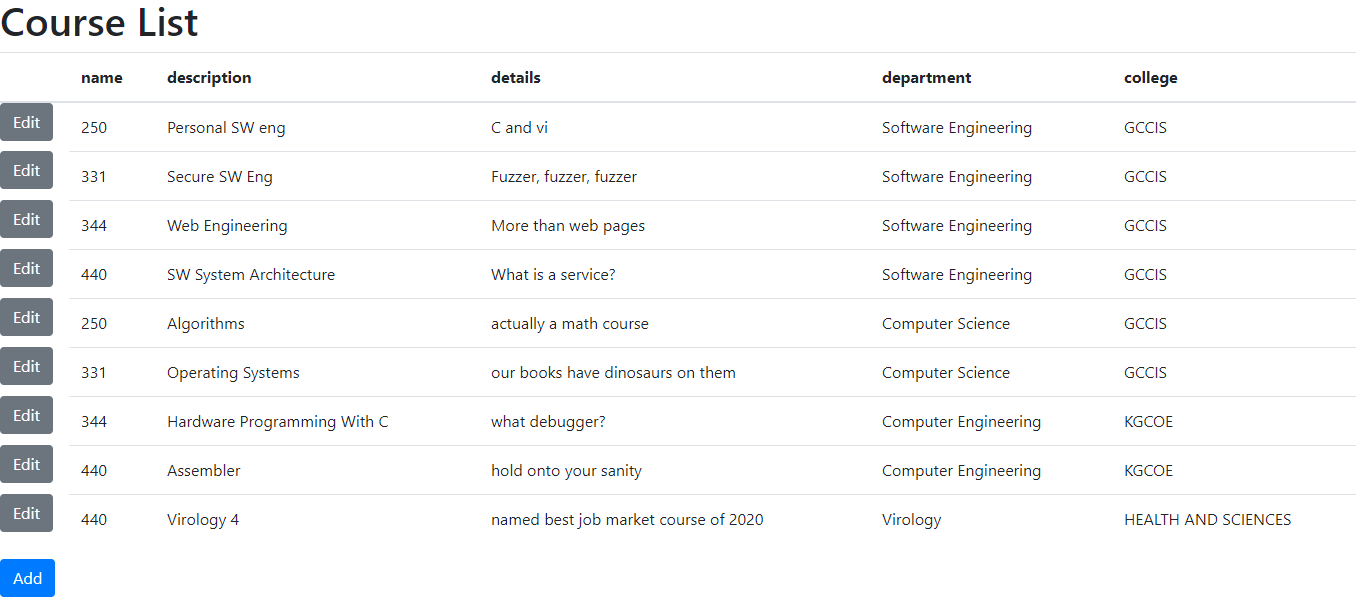 Course List
name description details department college
Edit 250 Personal SW eng C and vi Software Engineering GCCIS
Edit 331 Secure SW Eng Fuzzer, fuzzer, fuzzer Software Engineering GCCIS
Edit 344 Web Engineering More than web pages Software Engineering GCCIS
Edit 440 SW System Architecture What is a service? Software Engineering GCCIS
Edit 250 Algorithms actually a math course Computer Science GCCIS
Edit 331 Operating Systems our books have dinosaurs on them Computer Science GCCIS
Edit 344 Hardware Programming With C what debugger? Computer Engineering KGCOE
Edit 440 Assembler hold onto your sanity Computer Engineering KGCOE
Edit 440 Virology 4 named best job market course of 2020 Virology HEALTH AND SCIENCES
Add